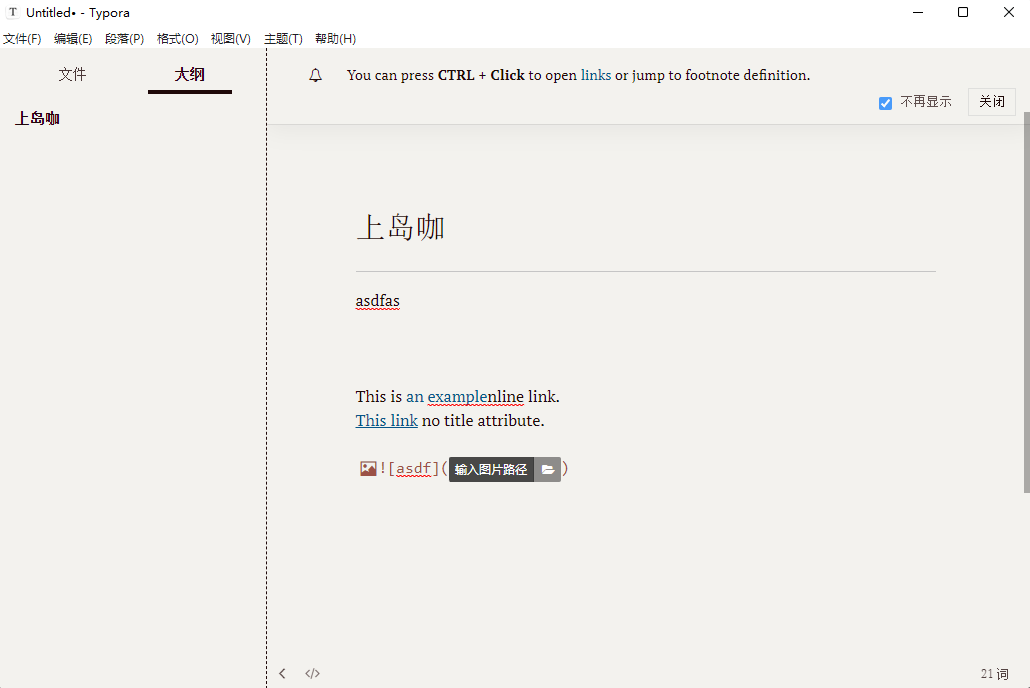 Untitled• - Typora
文件(F) 编辑(E) 段落(P) 格式(O) 视图(V) 主题(T) 帮助(H)
文件 大纲
上岛咖
You can press CTRL + Click to open links or jump to footnote definition.
不再显示 关闭
上岛咖
asdfas
This is an examplenline link.
This link no title attribute.
![asdf](输入图片路径)
21 词